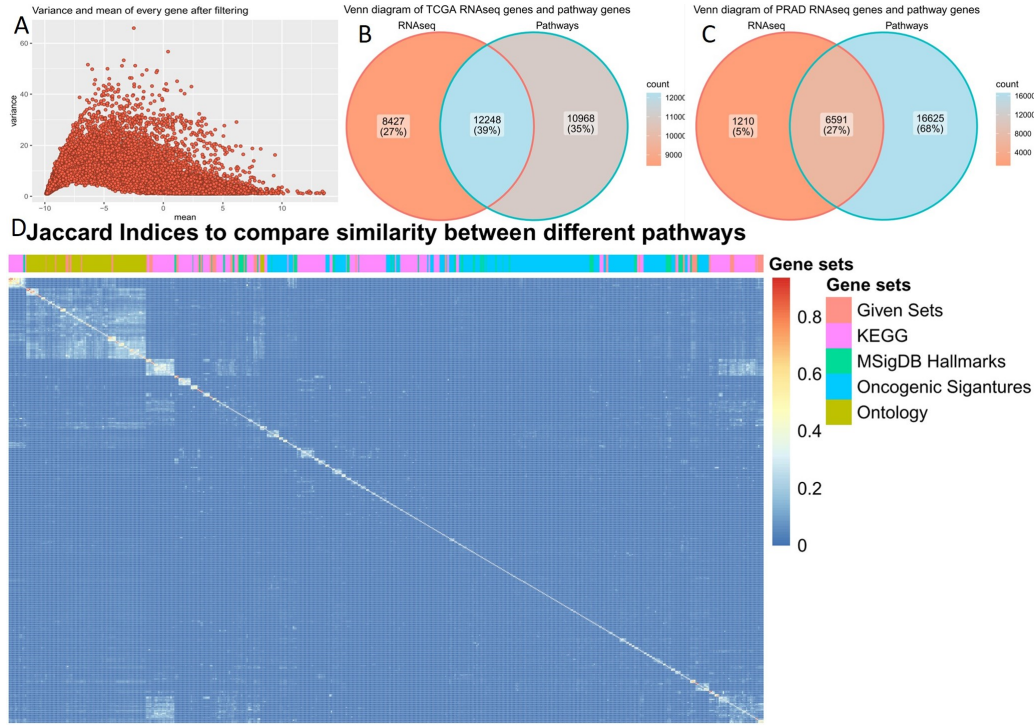 A
Variance and mean of every gene after filtering
variance
60
40
20
0
−10
−5
0
5
10
mean
Venn diagram of TCGA RNAseq genes and pathway genes
B
RNAseq
Pathways
8427
(27%)
12248
(39%)
10968
(35%)
count
12000
11000
10000
9000
Venn diagram of PRAD RNAseq genes and pathway genes
C
RNAseq
Pathways
1210
(5%)
6591
(27%)
16625
(68%)
count
16000
12000
8000
4000
D
Jaccard Indices to compare similarity between different pathways
Gene sets
0.8
0.6
0.4
0.2
0
Gene sets
Given Sets
KEGG
MSigDB Hallmarks
Oncogenic Sigantures
Ontology